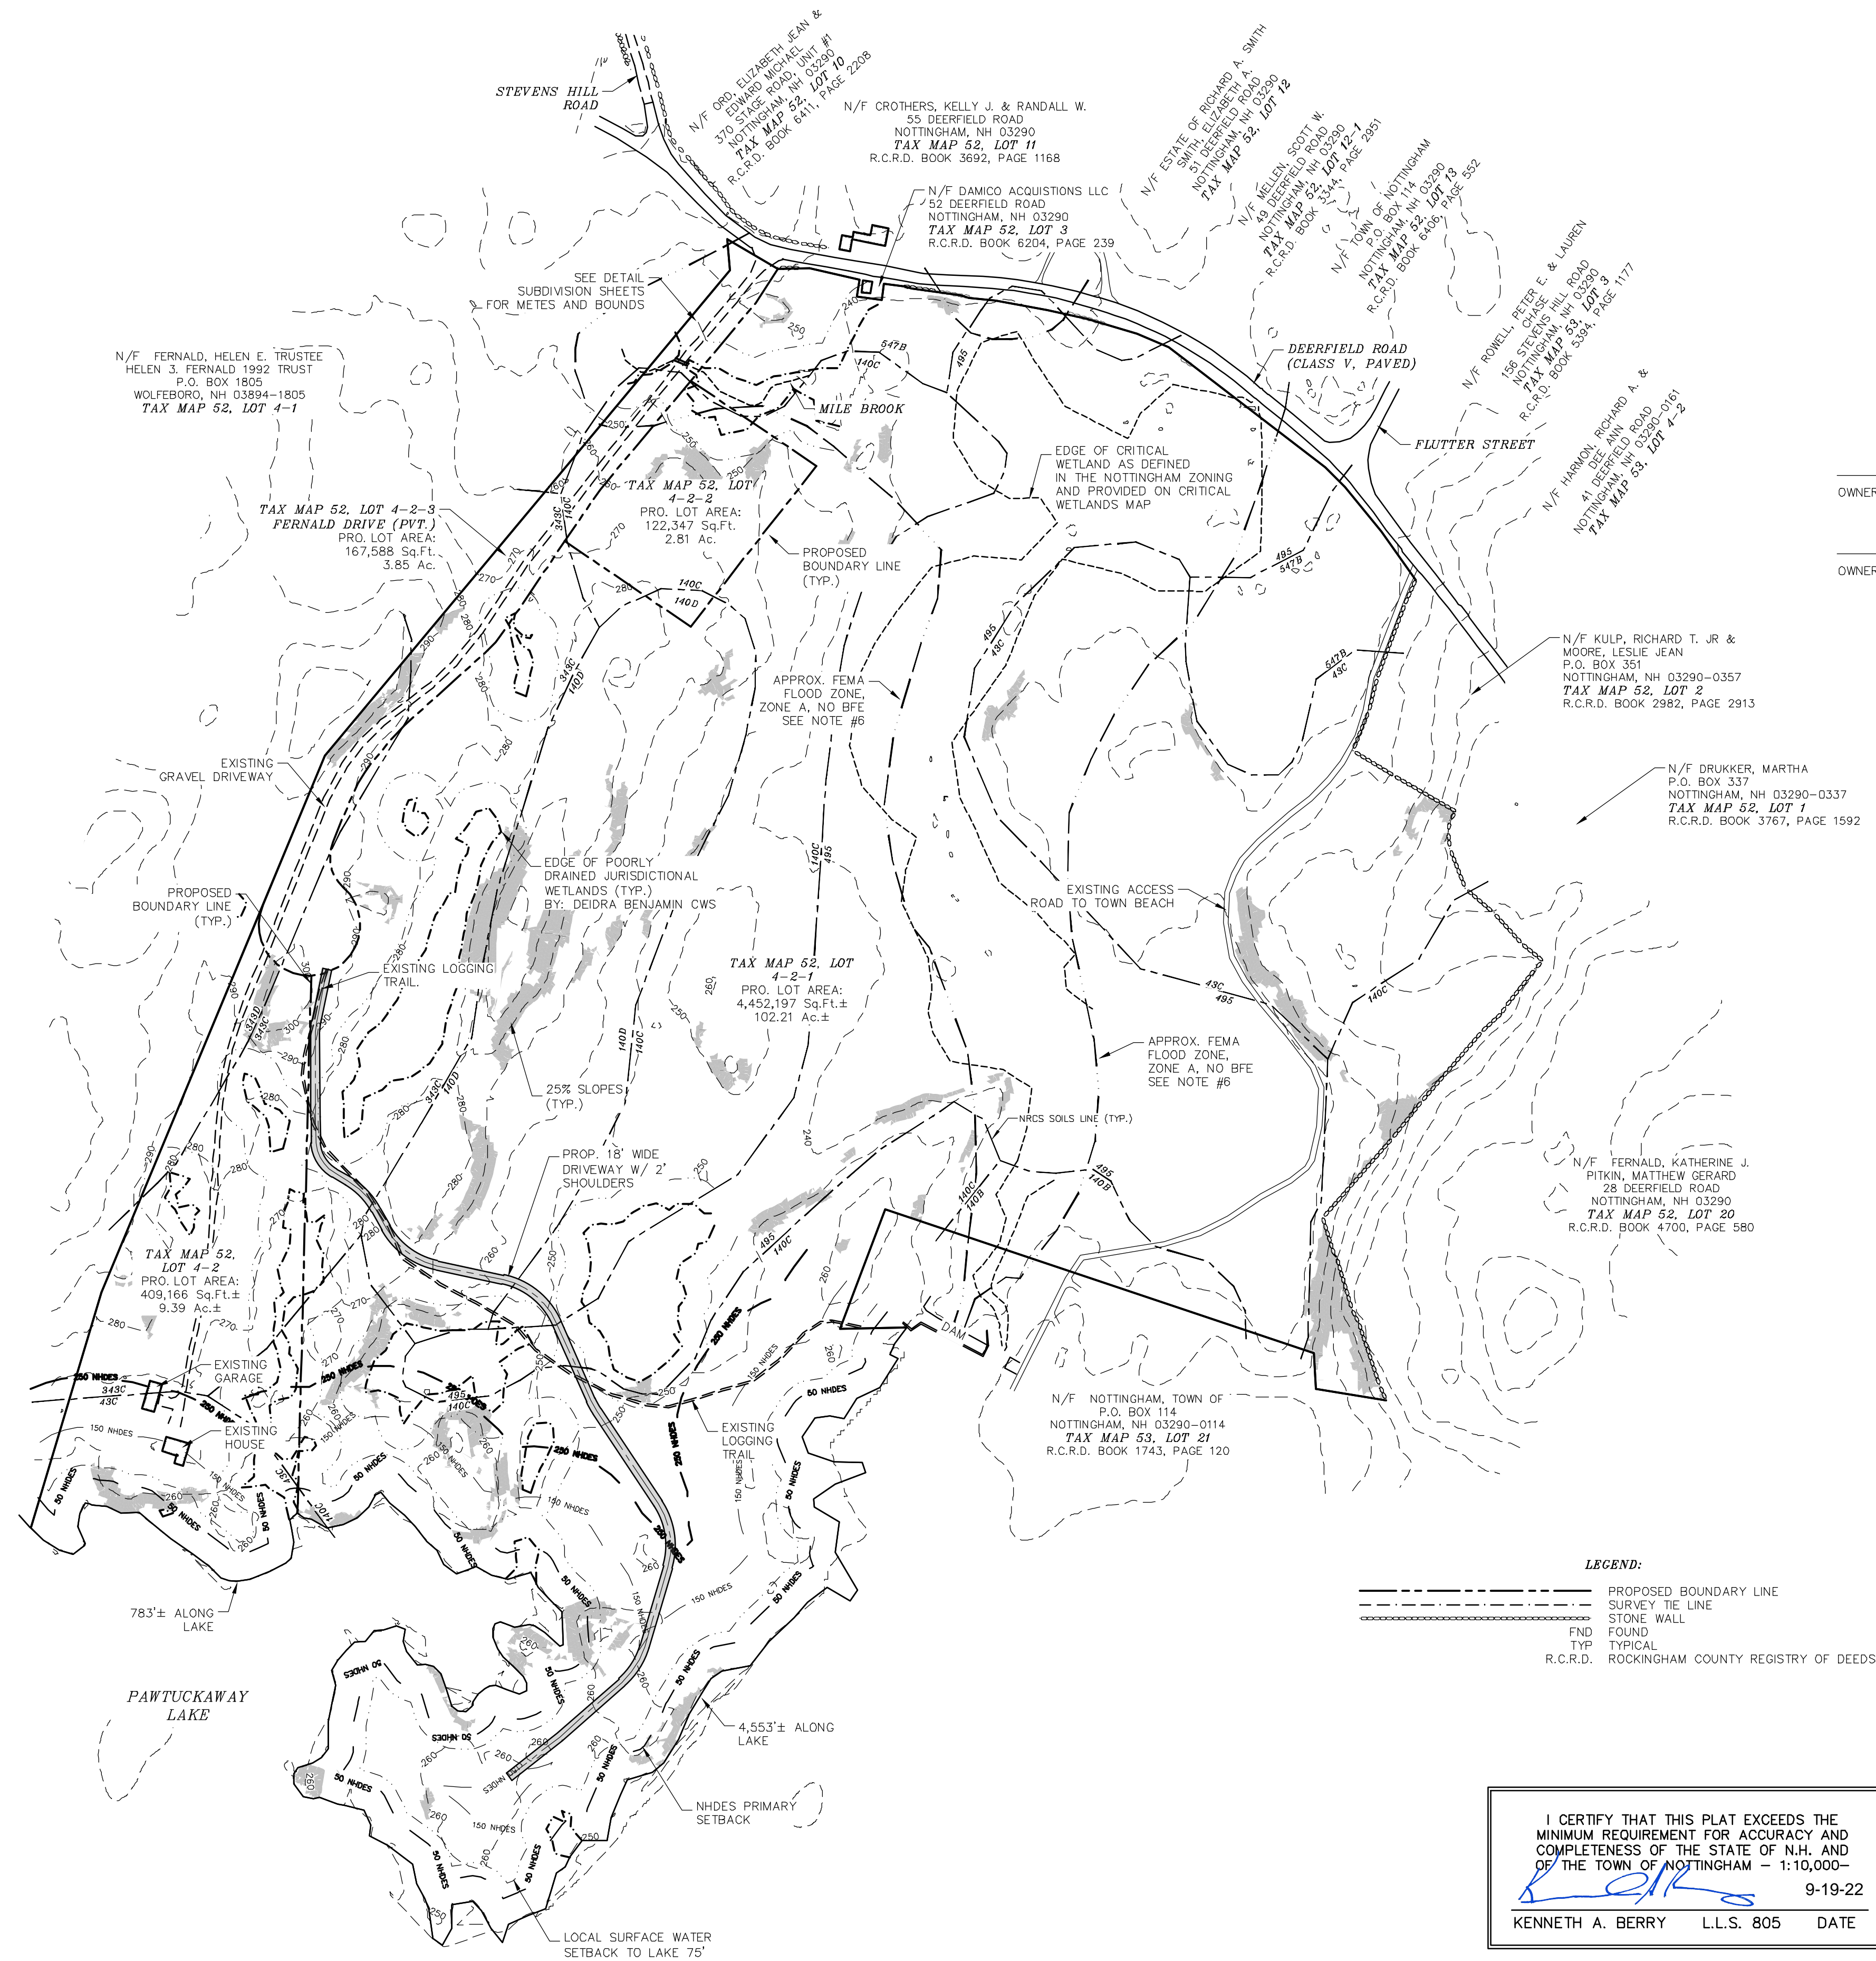 STEVENS HILL
ROAD
N/F ORD, ELIZABETH JEAN &
EDWARD MICHAEL
370 STAGE ROAD, UNIT #1
NOTTINGHAM, NH 03290
TAX MAP 52, LOT 10
R.C.R.D. BOOK 6411, PAGE 2208
N/F CROTHERS, KELLY J. & RANDALL W.
55 DEERFIELD ROAD
NOTTINGHAM, NH 03290
TAX MAP 52, LOT 11
R.C.R.D. BOOK 3692, PAGE 1168
N/F ESTATE OF RICHARD A. SMITH
SMITH, ELIZABETH A.
51 DEERFIELD ROAD
NOTTINGHAM, NH 03290
TAX MAP 52, LOT 12
N/F MELLEN, SCOTT W.
49 DEERFIELD ROAD
NOTTINGHAM, NH 03290
TAX MAP 52, LOT 12-1
R.C.R.D. BOOK 3344, PAGE 2951
N/F TOWN OF NOTTINGHAM
P.O. BOX 114
NOTTINGHAM, NH 03290
TAX MAP 52, LOT 13
R.C.R.D. BOOK 6406, PAGE 552
N/F ROWELL, PETER E. & LAUREN
CHASE
156 STEVENS HILL ROAD
NOTTINGHAM, NH 03290
TAX MAP 53, LOT 3
R.C.R.D. BOOK 5394, PAGE 1177
N/F HARMON, RICHARD A. &
DEE ANN
41 DEERFIELD ROAD
NOTTINGHAM, NH 03290-0161
TAX MAP 53, LOT 4-2
N/F DAMICO ACQUISTIONS LLC
52 DEERFIELD ROAD
NOTTINGHAM, NH 03290
TAX MAP 52, LOT 3
R.C.R.D. BOOK 6204, PAGE 239
SEE DETAIL
SUBDIVISION SHEETS
FOR METES AND BOUNDS
N/F FERNALD, HELEN E. TRUSTEE
HELEN 3. FERNALD 1992 TRUST
P.O. BOX 1805
WOLFEBORO, NH 03894-1805
TAX MAP 52, LOT 4-1
DEERFIELD ROAD
(CLASS V, PAVED)
MILE BROOK
FLUTTER STREET
EDGE OF CRITICAL
WETLAND AS DEFINED
IN THE NOTTINGHAM ZONING
AND PROVIDED ON CRITICAL
WETLANDS MAP
OWNER
OWNER
TAX MAP 52, LOT
4-2-2
PRO. LOT AREA:
122,347 Sq.Ft.
2.81 Ac.
TAX MAP 52, LOT 4-2-3
FERNALD DRIVE (PVT.)
PRO. LOT AREA:
167,588 Sq.Ft.
3.85 Ac.
PROPOSED
BOUNDARY LINE
(TYP.)
N/F KULP, RICHARD T. JR &
MOORE, LESLIE JEAN
P.O. BOX 351
NOTTINGHAM, NH 03290-0357
TAX MAP 52, LOT 2
R.C.R.D. BOOK 2982, PAGE 2913
APPROX. FEMA
FLOOD ZONE,
ZONE A, NO BFE
SEE NOTE #6
EXISTING
GRAVEL DRIVEWAY
N/F DRUKKER, MARTHA
P.O. BOX 337
NOTTINGHAM, NH 03290-0337
TAX MAP 52, LOT 1
R.C.R.D. BOOK 3767, PAGE 1592
EDGE OF POORLY
DRAINED JURISDICTIONAL
WETLANDS (TYP.)
BY: DEIDRA BENJAMIN CWS
PROPOSED
BOUNDARY LINE
(TYP.)
EXISTING ACCESS
ROAD TO TOWN BEACH
EXISTING LOGGING
TRAIL.
TAX MAP 52, LOT
4-2-1
PRO. LOT AREA:
4,452,197 Sq.Ft.±
102.21 Ac.±
APPROX. FEMA
FLOOD ZONE,
ZONE A, NO BFE
SEE NOTE #6
25% SLOPES
(TYP.)
NRCS SOILS LINE (TYP.)
PROP. 18' WIDE
DRIVEWAY W/ 2'
SHOULDERS
N/F FERNALD, KATHERINE J.
PITKIN, MATTHEW GERARD
28 DEERFIELD ROAD
NOTTINGHAM, NH 03290
TAX MAP 52, LOT 20
R.C.R.D. BOOK 4700, PAGE 580
TAX MAP 52,
LOT 4-2
PRO. LOT AREA:
409,166 Sq.Ft.±
9.39 Ac.±
DAM
EXISTING
GARAGE
EXISTING
HOUSE
250 NHDES
343C
43C
150 NHDES
50 NHDES
EXISTING
LOGGING
TRAIL
N/F NOTTINGHAM, TOWN OF
P.O. BOX 114
NOTTINGHAM, NH 03290-0114
TAX MAP 53, LOT 21
R.C.R.D. BOOK 1743, PAGE 120
783'± ALONG
LAKE
PAWTUCKAWAY
LAKE
4,553'± ALONG
LAKE
NHDES PRIMARY
SETBACK
LOCAL SURFACE WATER
SETBACK TO LAKE 75'
LEGEND:
PROPOSED BOUNDARY LINE
SURVEY TIE LINE
STONE WALL
FND FOUND
TYP TYPICAL
R.C.R.D. ROCKINGHAM COUNTY REGISTRY OF DEEDS
I CERTIFY THAT THIS PLAT EXCEEDS THE
MINIMUM REQUIREMENT FOR ACCURACY AND
COMPLETENESS OF THE STATE OF N.H. AND
OF THE TOWN OF NOTTINGHAM - 1:10,000-
9-19-22
KENNETH A. BERRY L.L.S. 805 DATE